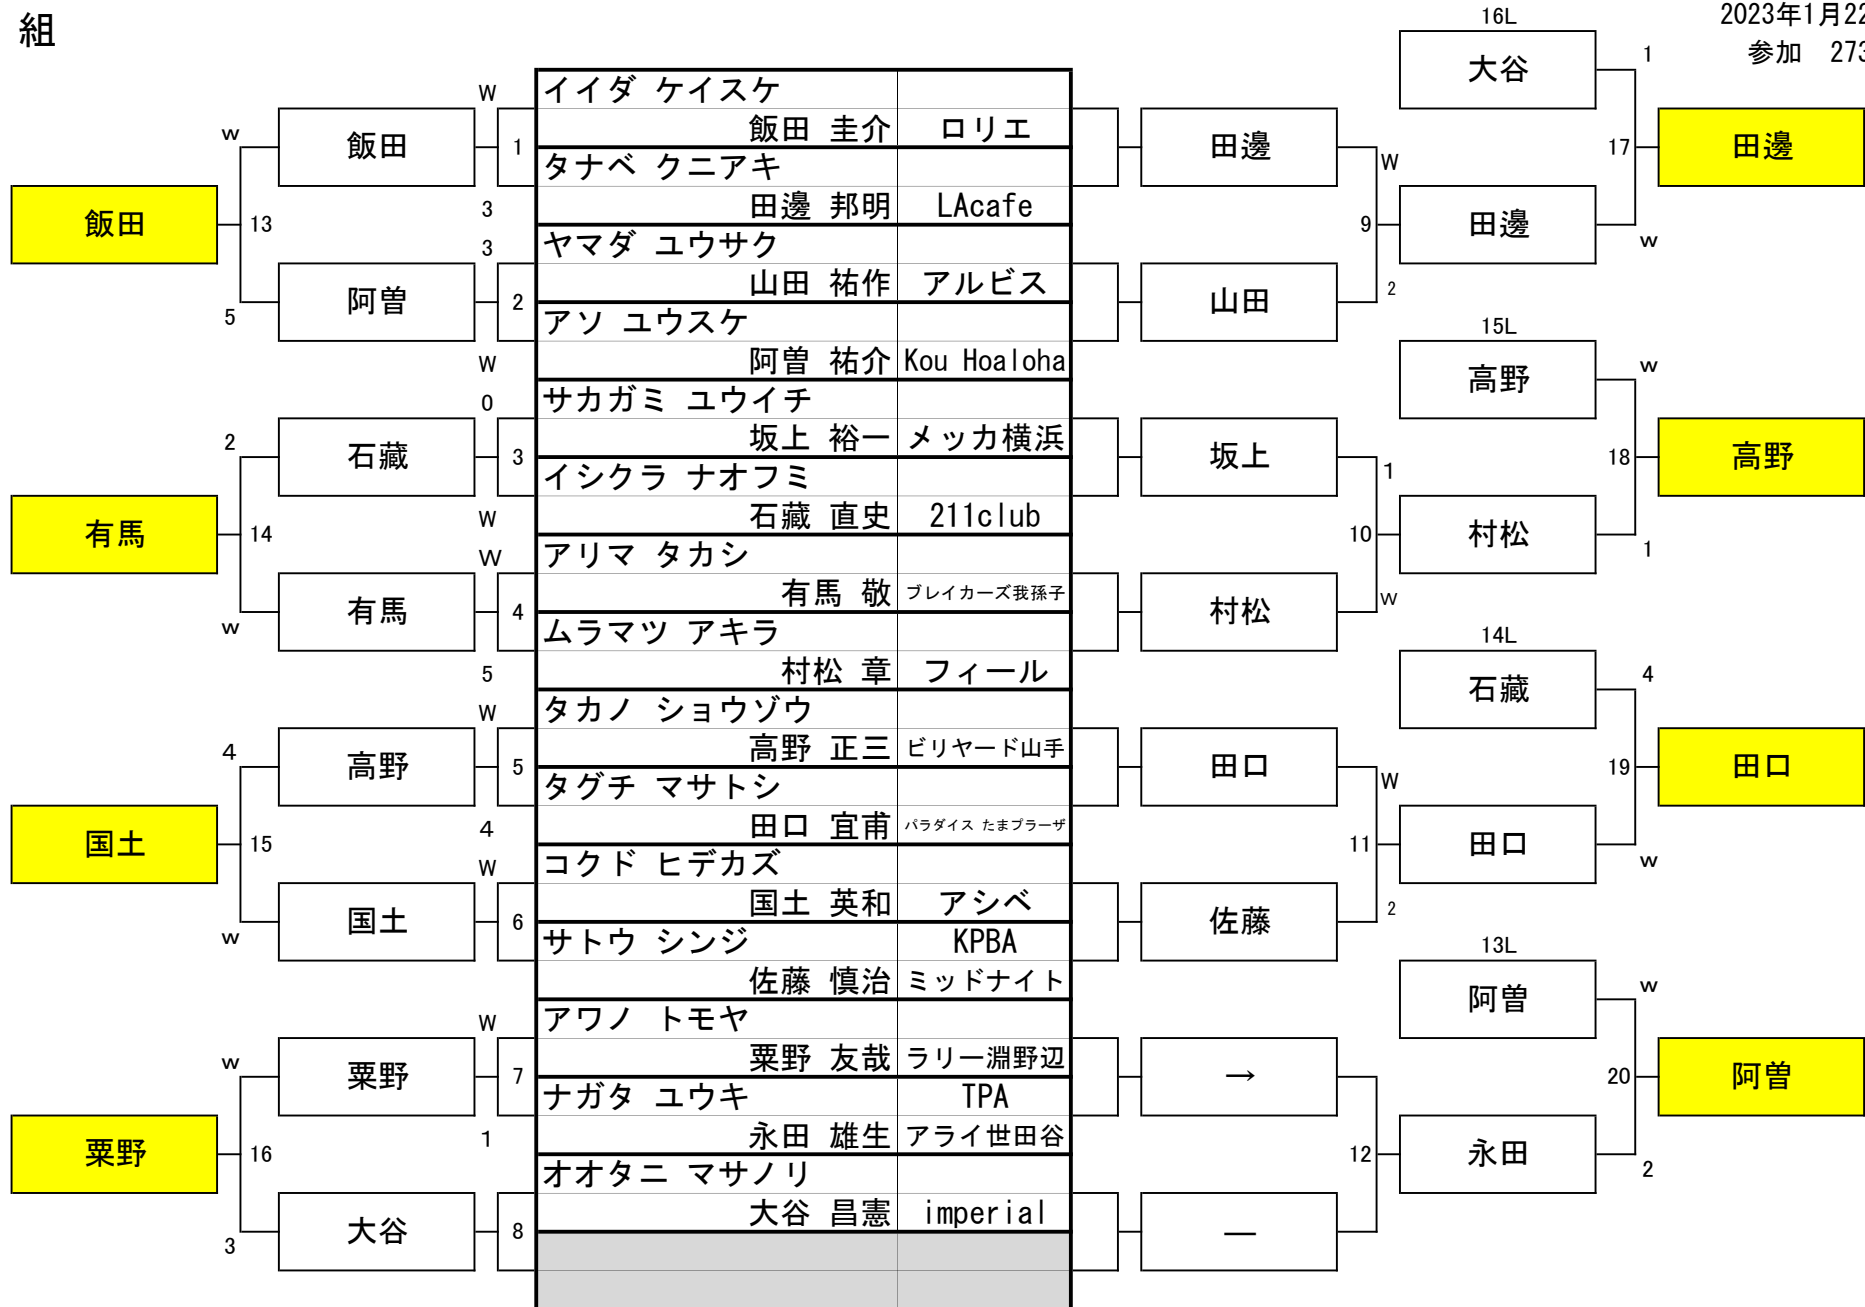 組
2023年1月22
参加　273
16L
大谷
1
W
イイダ ケイスケ
飯田 圭介 ロリエ
w
飯田
1
田邊
17
田邊
タナベ クニアキ
W
田邊 邦明 LAcafe
3
飯田
13
9
田邊
w
3
ヤマダ ユウサク
山田 祐作 アルビス
阿曽
2
山田
2
5
アソ ユウスケ
15L
阿曽 祐介 Kou Hoaloha
W
高野
w
0
サカガミ ユウイチ
坂上 裕一 メッカ横浜
2
石藏
3
坂上
18
高野
イシクラ ナオフミ
1
石藏 直史 211club
W
有馬
14
10
村松
1
W
アリマ タカシ
有馬 敬 ブレイカーズ我孫子
有馬
4
村松
w
w
ムラマツ アキラ
14L
村松 章 フィール
5
石藏
4
W
タカノ ショウゾウ
高野 正三 ビリヤード山手
4
高野
5
田口
19
田口
タグチ マサトシ
W
田口 宜甫 パラダイス たまプラーザ
4
国土
15
11
田口
w
W
コクド ヒデカズ
国土 英和 アシベ
国土
6
佐藤
2
w
サトウ シンジ KPBA
13L
佐藤 慎治 ミッドナイト
阿曽
w
W
アワノ トモヤ
粟野 友哉 ラリー淵野辺
w
粟野
7
→
20
阿曽
ナガタ ユウキ TPA
永田 雄生 アライ世田谷
1
粟野
16
12
永田
2
オオタニ マサノリ
大谷 昌憲 imperial
大谷
8
―
3